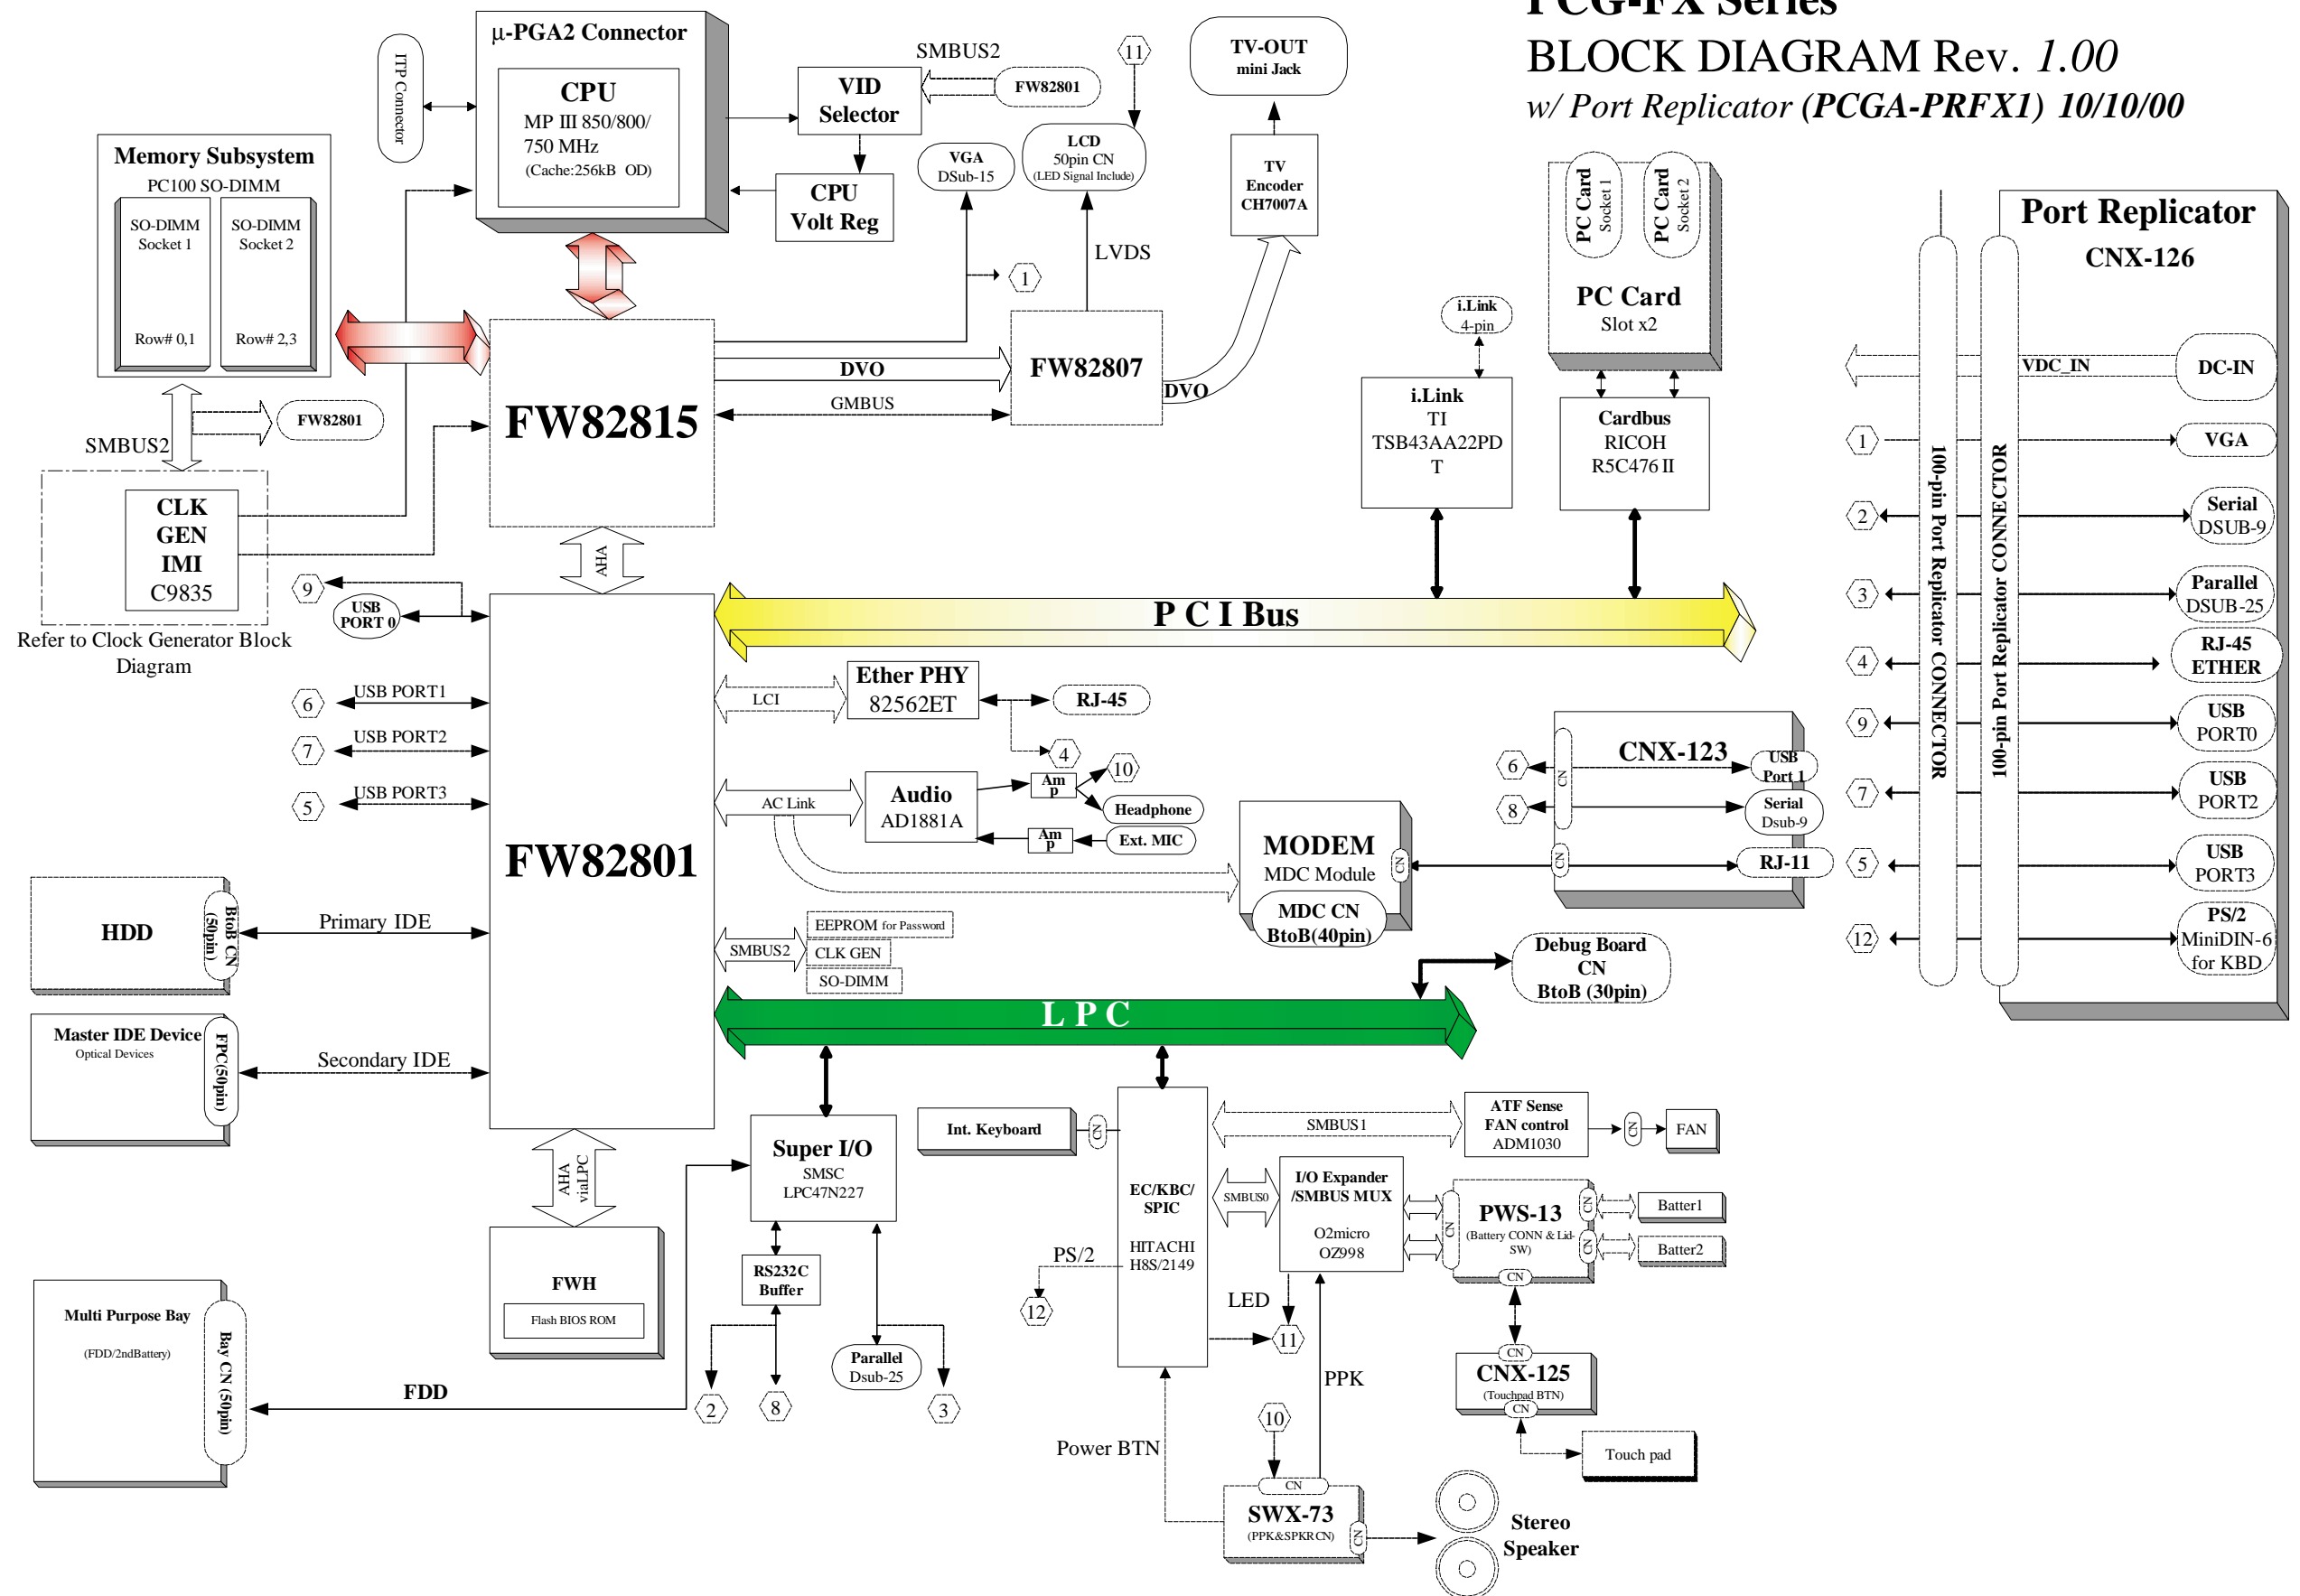 PCG-FX Series
BLOCK DIAGRAM Rev. 1.00
w/ Port Replicator (PCGA-PRFX1) 10/10/00
ITP Connector
µ-PGA2 Connector
CPU
MP III 850/800/
750 MHz
(Cache:256kB OD)
VID
Selector
SMBUS2
FW82801
CPU
Volt Reg
11
LCD
50pin CN
(LED Signal Include)
VGA
DSub-15
TV-OUT
mini Jack
TV
Encoder
CH7007A
LVDS
1
Memory Subsystem
PC100 SO-DIMM
SO-DIMM
Socket 1
Row# 0,1
SO-DIMM
Socket 2
Row# 2,3
SMBUS2
FW82801
CLK
GEN
IMI
C9835
Refer to Clock Generator Block
Diagram
FW82815
DVO
GMBUS
FW82807
DVO
AHA
i.Link
4-pin
i.Link
TI
TSB43AA22PD
T
PC Card
Socket 1
PC Card
Socket 2
PC Card
Slot x2
Cardbus
RICOH
R5C476 II
P C I Bus
9
USB
PORT 0
6
USB PORT1
7
USB PORT2
5
USB PORT3
FW82801
LCI
Ether PHY
82562ET
RJ-45
4
AC Link
Audio
AD1881A
Am
p
10
Headphone
Am
p
Ext. MIC
MODEM
MDC Module
MDC CN
BtoB(40pin)
CN
CNX-123
6
CN
USB
Port 1
8
Serial
Dsub-9
CN
RJ-11
SMBUS2
EEPROM for Password
CLK GEN
SO-DIMM
Debug Board
CN
BtoB (30pin)
L P C
HDD
BtoB CN
(50pin)
Primary IDE
Master IDE Device
Optical Devices
FPC(50pin)
Secondary IDE
AHA
viaLPC
FWH
Flash BIOS ROM
Multi Purpose Bay
(FDD/2ndBattery)
Bay CN (50pin)
FDD
Super I/O
SMSC
LPC47N227
RS232C
Buffer
2
8
Parallel
Dsub-25
3
Int. Keyboard
CN
EC/KBC/
SPIC
HITACHI
H8S/2149
PS/2
12
SMBUS1
ATF Sense
FAN control
ADM1030
CN
FAN
SMBUS0
I/O Expander
/SMBUS MUX
O2micro
OZ998
CN
PWS-13
(Battery CONN & Lid-
SW)
CN
CN
CN
Batter1
Batter2
LED
11
PPK
CN
CNX-125
(Touchpad BTN)
CN
Touch pad
Power BTN
10
CN
SWX-73
(PPK&SPKRCN)
CN
Stereo
Speaker
Port Replicator
CNX-126
100-pin Port Replicator CONNECTOR
100-pin Port Replicator CONNECTOR
VDC_IN
DC-IN
1
VGA
2
Serial
DSUB-9
3
Parallel
DSUB-25
4
RJ-45
ETHER
9
USB
PORT0
7
USB
PORT2
5
USB
PORT3
12
PS/2
MiniDIN-6
for KBD